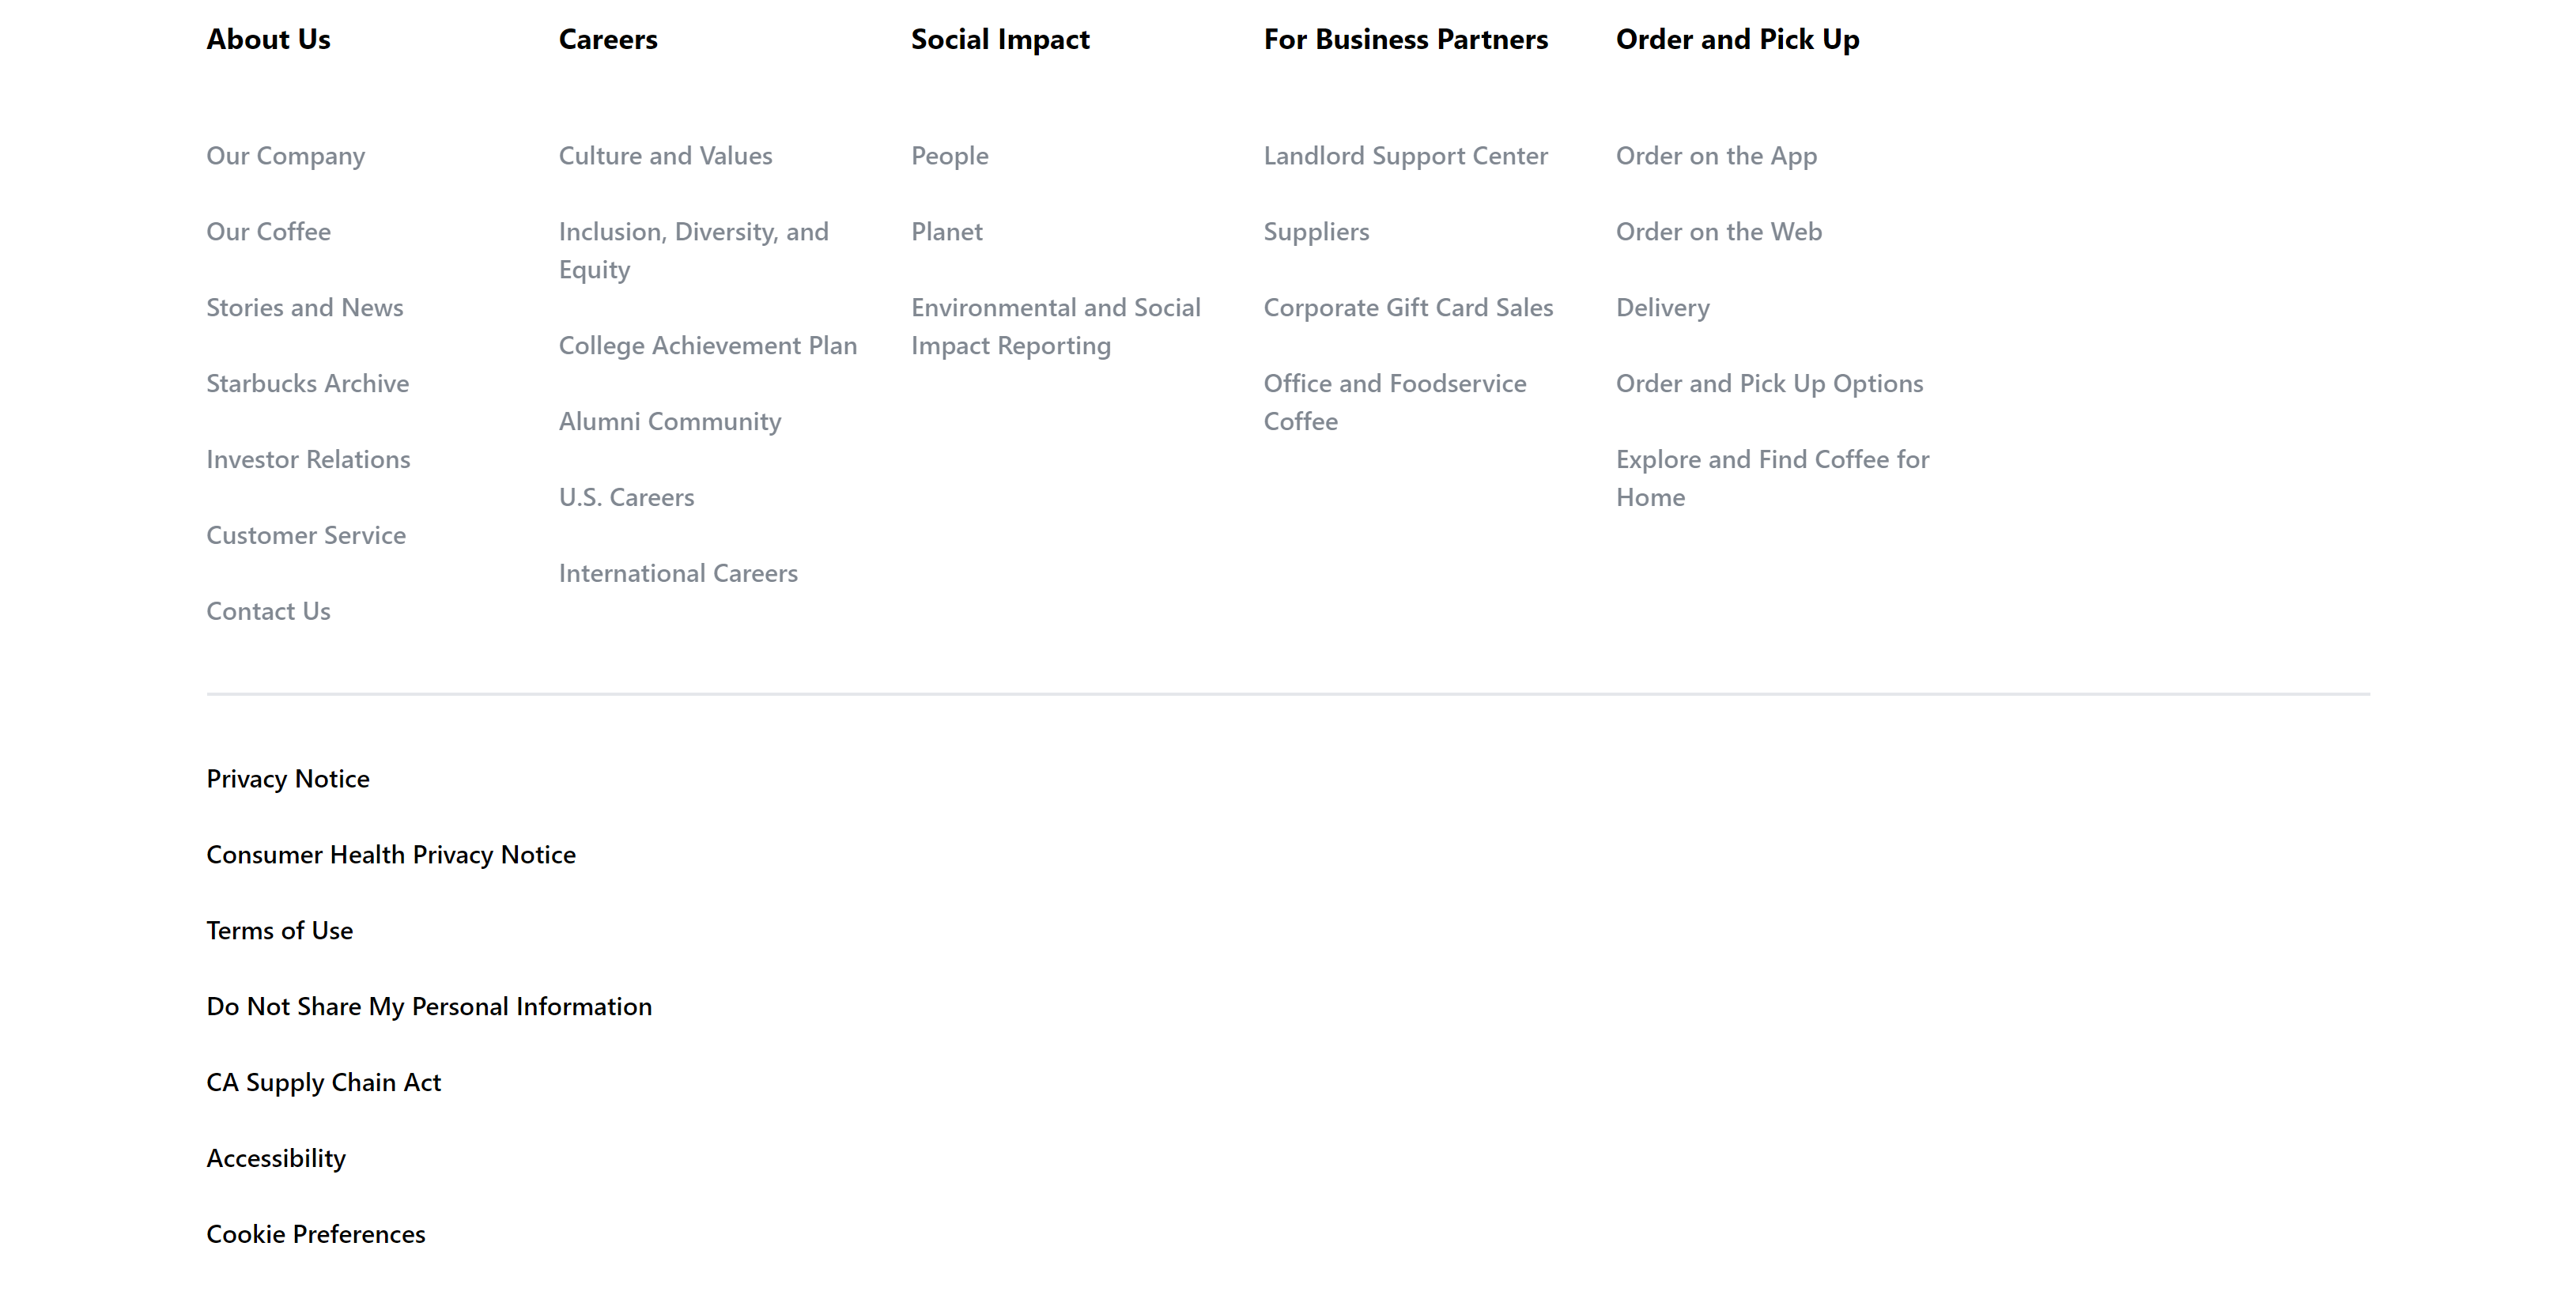 About Us
Our Company
Our Coffee
Stories and News
Starbucks Archive
Investor Relations
Customer Service
Contact Us
Careers
Culture and Values
Inclusion, Diversity, and
Equity
College Achievement Plan
Alumni Community
U.S. Careers
International Careers
Social Impact
People
Planet
Environmental and Social
Impact Reporting
For Business Partners
Landlord Support Center
Suppliers
Corporate Gift Card Sales
Office and Foodservice
Coffee
Order and Pick Up
Order on the App
Order on the Web
Delivery
Order and Pick Up Options
Explore and Find Coffee for
Home
Privacy Notice
Consumer Health Privacy Notice
Terms of Use
Do Not Share My Personal Information
CA Supply Chain Act
Accessibility
Cookie Preferences